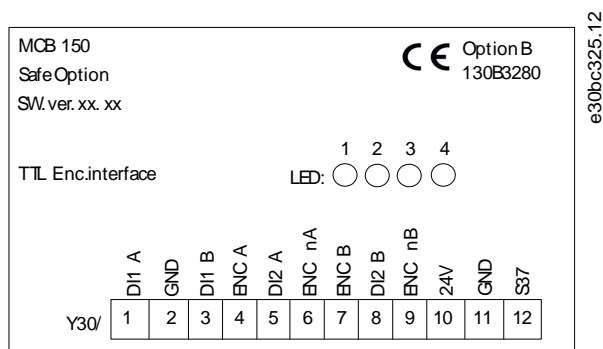 MCB 150
Safe Option
SW. ver. xx. xx
CE Option B
130B3280
e30bc325.12
TTL Enc.interface
LED: 1 2 3 4
DI1 A
GND
DI1 B
ENC A
DI2 A
ENC nA
ENC B
DI2 B
ENC nB
24V
GND
S37
Y30/ 1 2 3 4 5 6 7 8 9 10 11 12